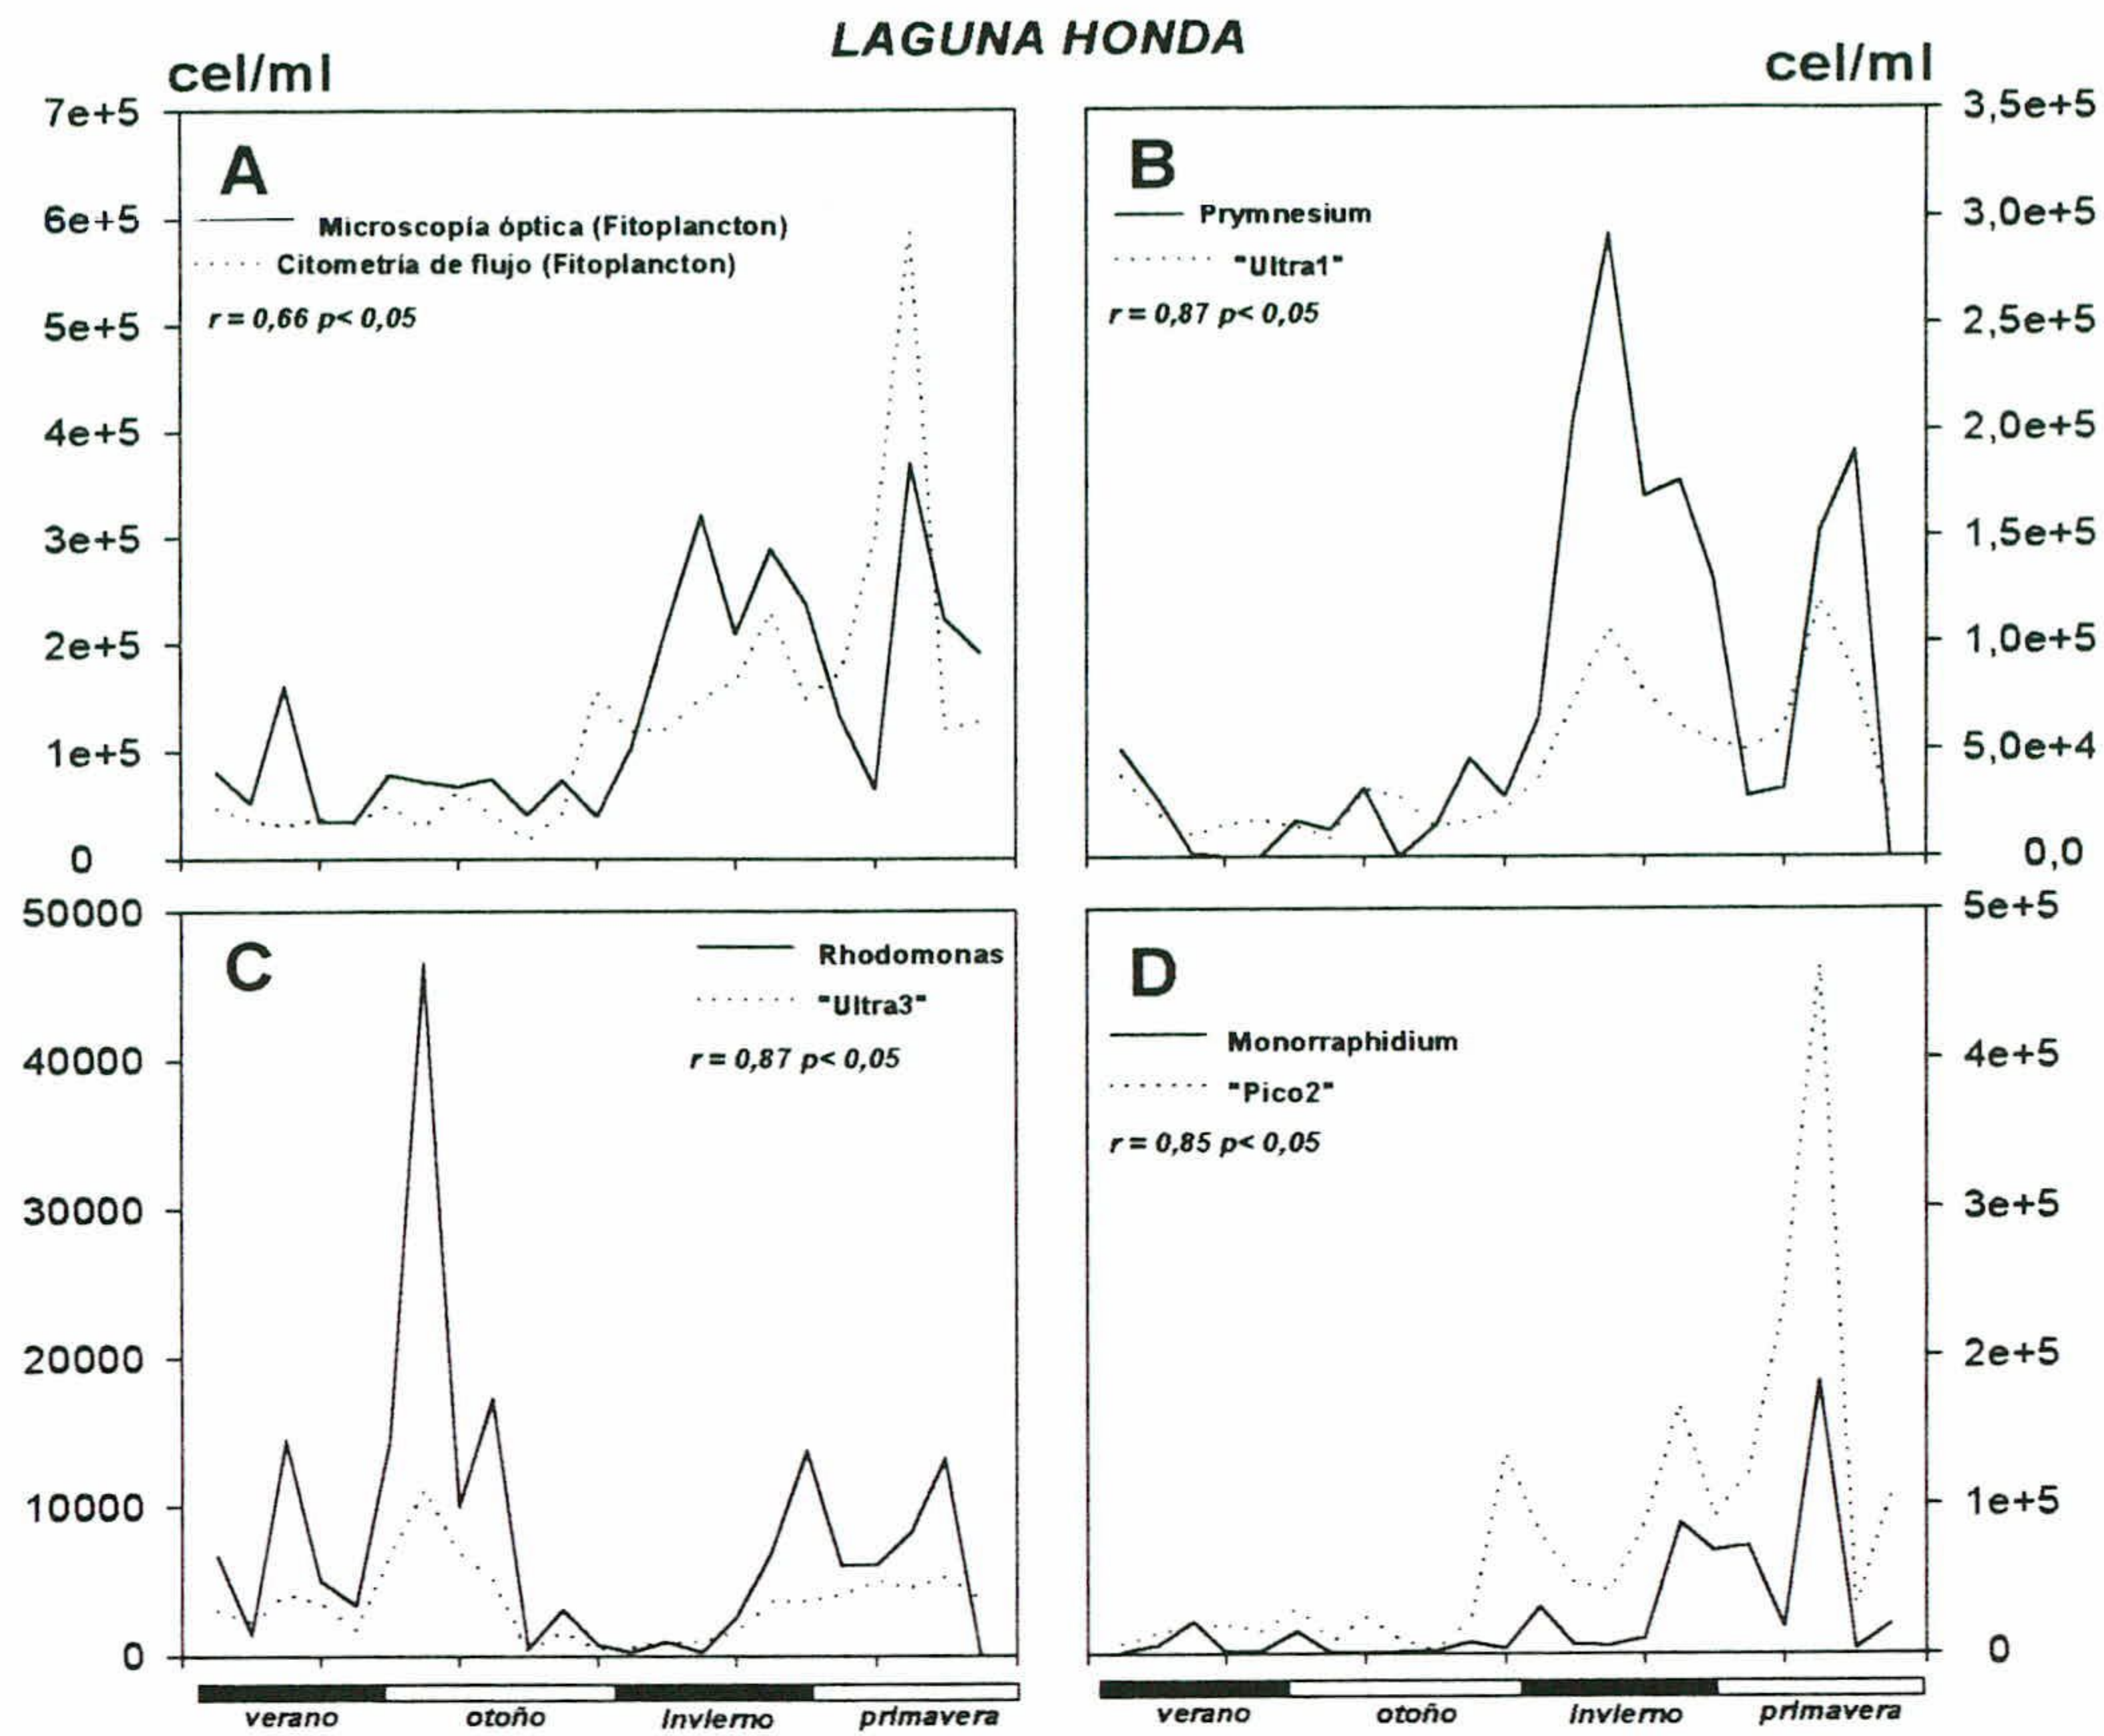 LAGUNA HONDA
cel/ml
cel/ml
7e+5
6e+5
5e+5
4e+5
3e+5
2e+5
1e+5
0
A
Microscopía óptica (Fitoplancton)
Citometría de flujo (Fitoplancton)
r = 0,66 p< 0,05
B
Prymnesium
"Ultra1"
r = 0,87 p< 0,05
3,5e+5
3,0e+5
2,5e+5
2,0e+5
1,5e+5
1,0e+5
5,0e+4
0,0
50000
40000
30000
20000
10000
0
C
Rhodomonas
"Ultra3"
r = 0,87 p< 0,05
D
Monorraphidium
"Pico2"
r = 0,85 p< 0,05
5e+5
4e+5
3e+5
2e+5
1e+5
0
verano otoño invierno primavera
verano otoño invierno primavera